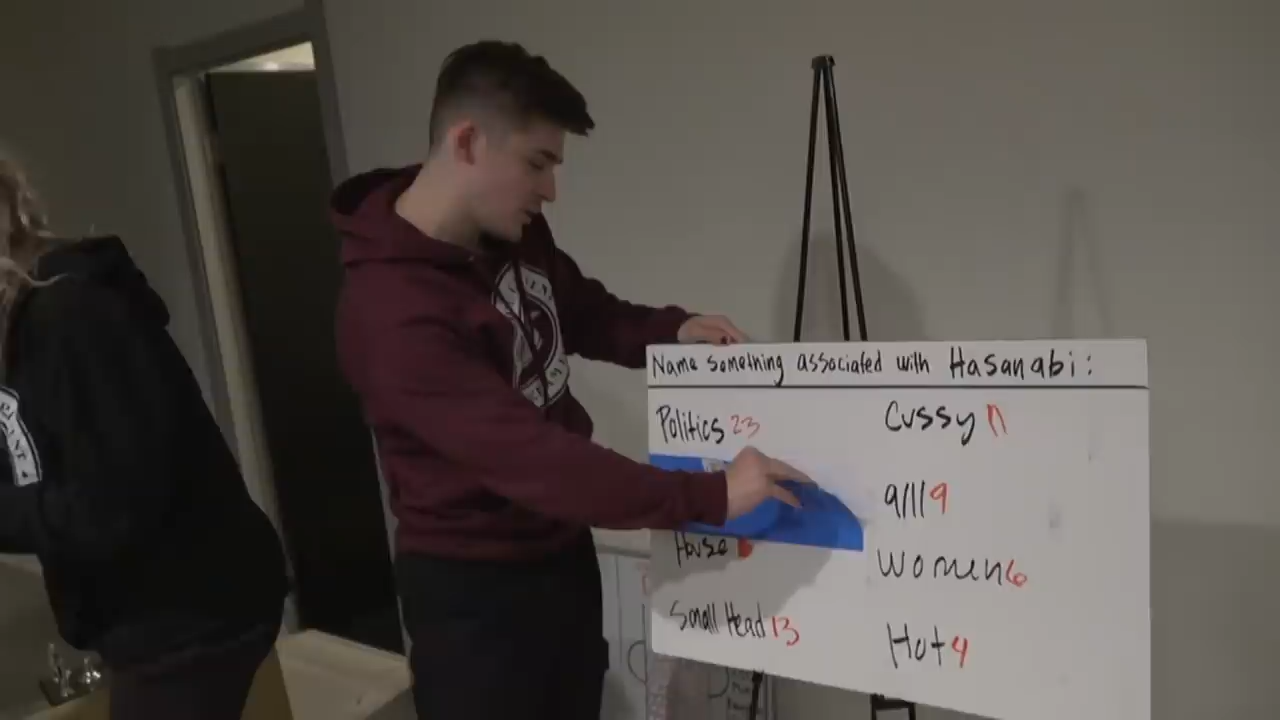 Name something associated with Hasanabi:
Politics 23
House
Small Head 13
Cussy 11
9/11 9
Women 6
Hot 4